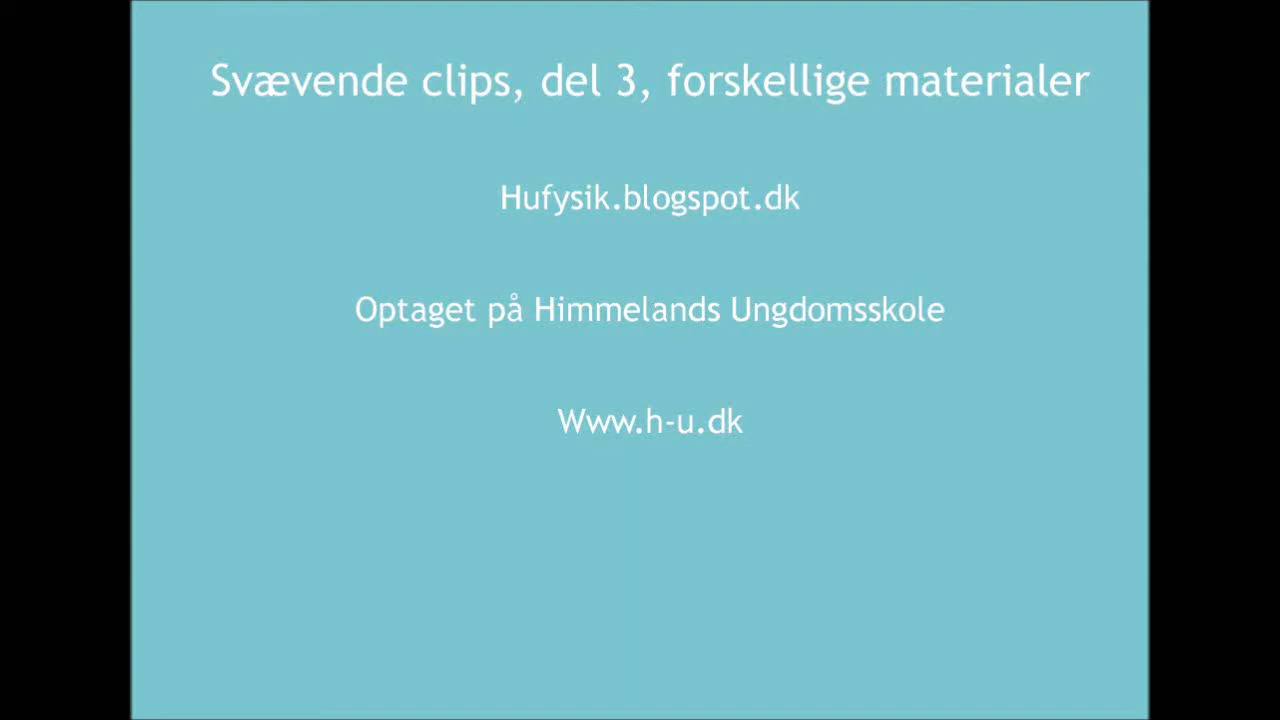 Svævende clips, del 3, forskellige materialer
Hufysik.blogspot.dk
Optaget på Himmelands Ungdomsskole
Www.h-u.dk